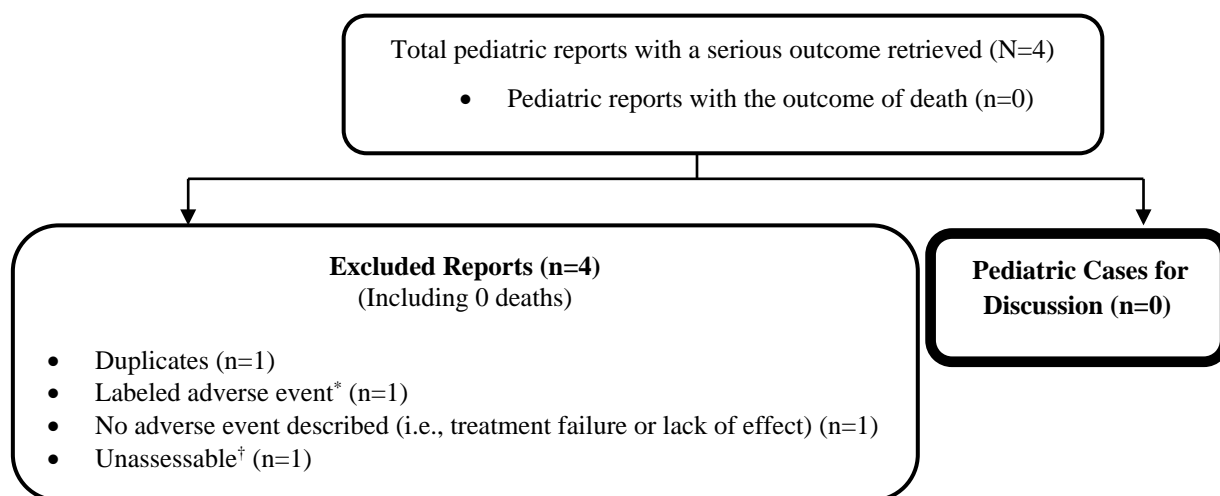 Total pediatric reports with a serious outcome retrieved (N=4)
• Pediatric reports with the outcome of death (n=0)
Excluded Reports (n=4)
(Including 0 deaths)
• Duplicates (n=1)
• Labeled adverse event* (n=1)
• No adverse event described (i.e., treatment failure or lack of effect) (n=1)
• Unassessable† (n=1)
Pediatric Cases for
Discussion (n=0)